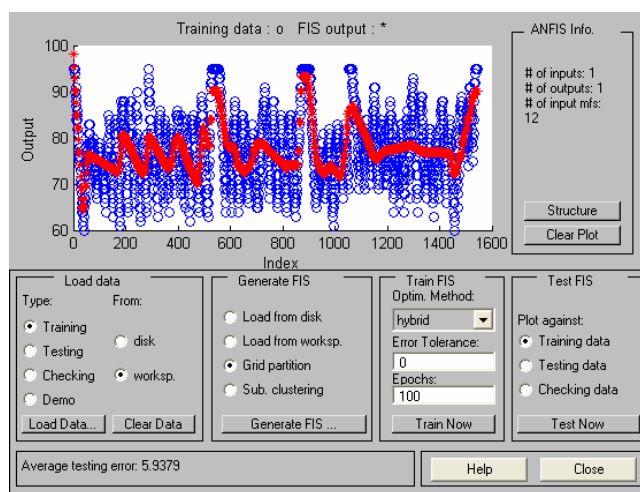 Training data : o   FIS output : *
100
90
80
70
60
Output
0
200
400
600
800
1000
1200
1400
1600
Index
ANFIS Info.
# of inputs: 1
# of outputs: 1
# of input mfs:
12
Structure
Clear Plot
Load data
Type:
From:
Training
Testing
Checking
Demo
disk
worksp.
Load Data...
Clear Data
Generate FIS
Load from disk
Load from worksp.
Grid partition
Sub. clustering
Generate FIS ...
Train FIS
Optim. Method:
hybrid
Error Tolerance:
0
Epochs:
100
Train Now
Test FIS
Plot against:
Training data
Testing data
Checking data
Test Now
Average testing error: 5.9379
Help
Close